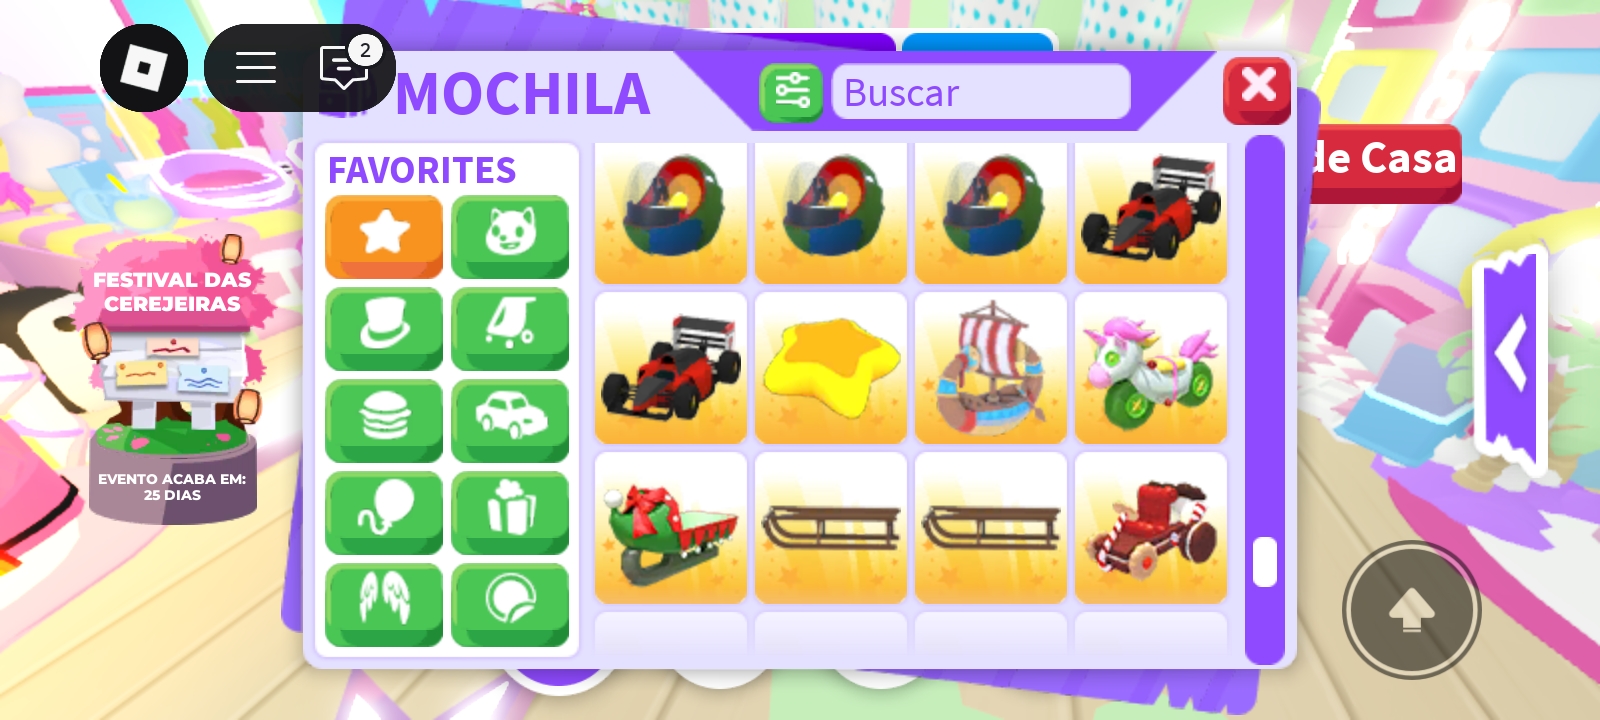 2
MOCHILA
Buscar
de Casa
FAVORITES
FESTIVAL DAS
CEREJEIRAS
EVENTO ACABA EM:
25 DIAS